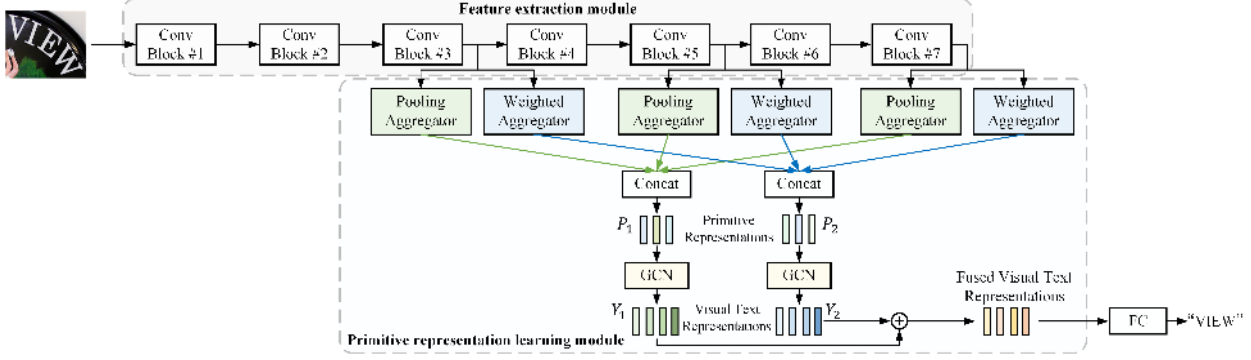 Feature extraction module
VIEW
Conv Block #1
Conv Block #2
Conv Block #3
Conv Block #4
Conv Block #5
Conv Block #6
Conv Block #7
Pooling Aggregator
Weighted Aggregator
Pooling Aggregator
Weighted Aggregator
Pooling Aggregator
Weighted Aggregator
Concat
Concat
P1
Primitive Representations
P2
GCN
GCN
Fused Visual Text Representations
Y1
Visual Text Representations
Y2
FC
“VIEW”
Primitive representation learning module